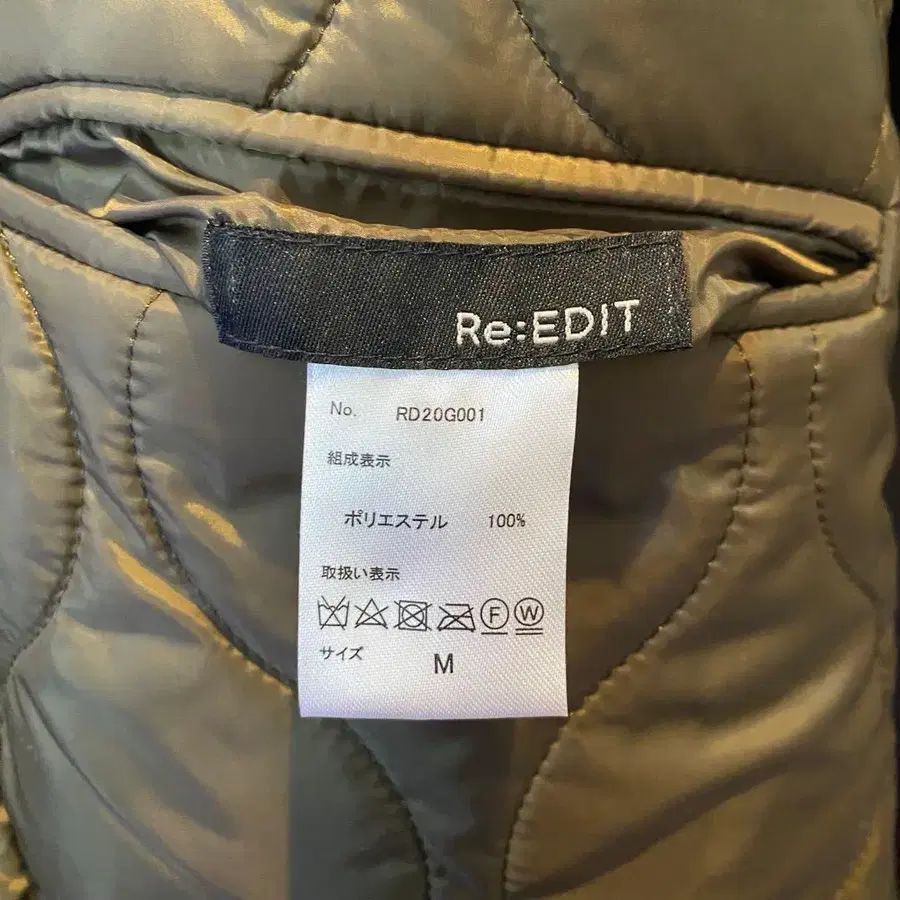 Re:EDIT
No. RD20G001
組成表示
ポリエステル 100%
取扱い表示
F W
サイズ M